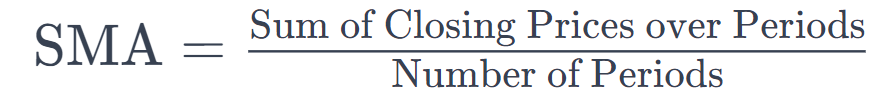 SMA = Sum of Closing Prices over Periods
Number of Periods